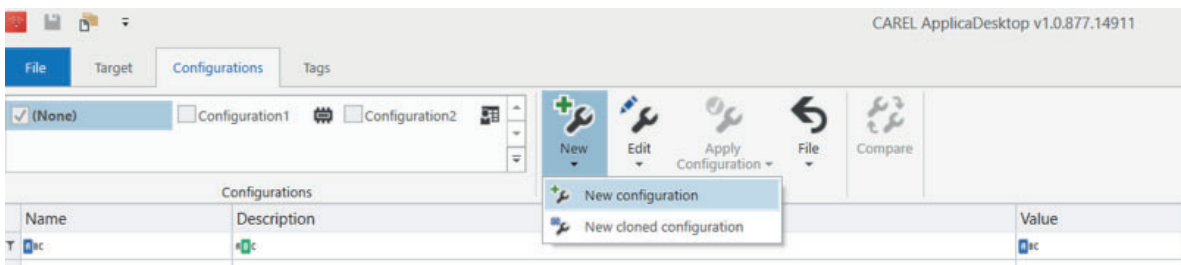 CAREL ApplicaDesktop v1.0.877.14911
File Target Configurations Tags
(None) Configuration1 Configuration2
New Edit Apply Configuration File Compare
Configurations
New configuration
New cloned configuration
Name Description Value